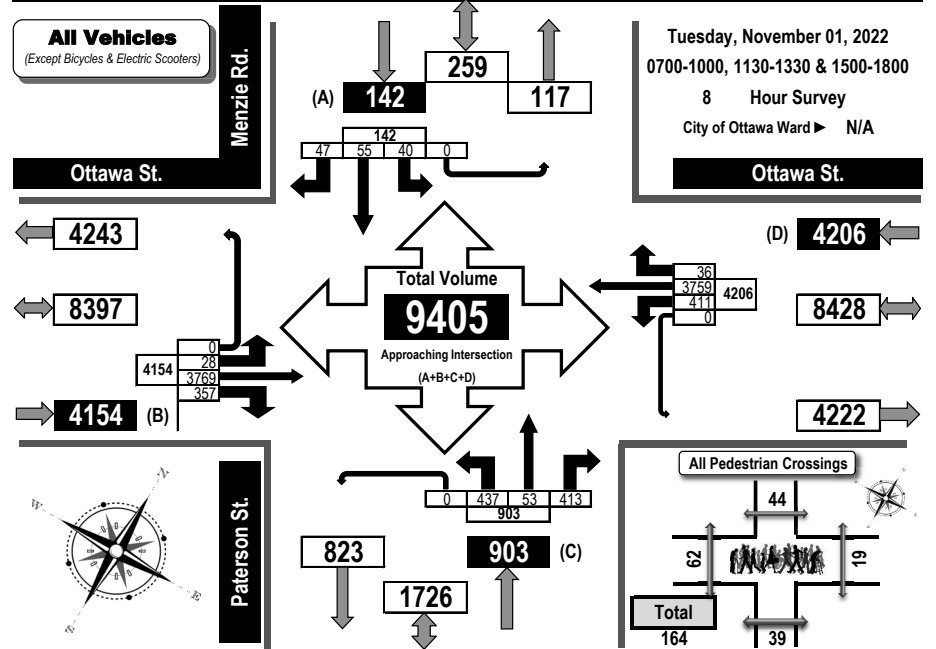 All Vehicles
(Except Bicycles & Electric Scooters)
Menzie Rd.
Ottawa St.
(A) 142
259
117
142
47 55 40 0
Tuesday, November 01, 2022
0700-1000, 1130-1330 & 1500-1800
8 Hour Survey
City of Ottawa Ward ► N/A
Ottawa St.
4243
8397
4154
0
28
3769
357
4154 (B)
Total Volume
9405
Approaching Intersection
(A+B+C+D)
(D) 4206
36
3759
411
0
4206
8428
4222
N
W
E
S
Paterson St.
0 437 53 413
903
823
903 (C)
1726
All Pedestrian Crossings
44
62
19
39
Total
164